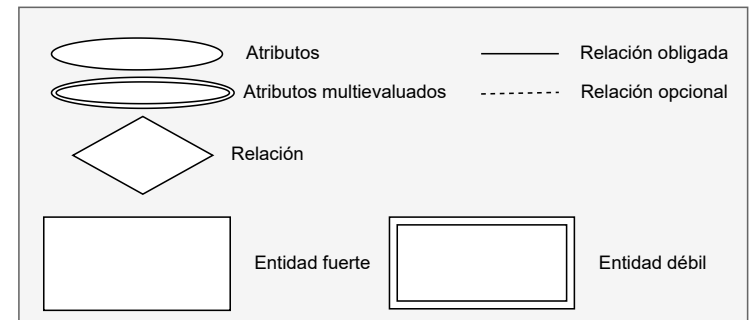 Atributos
Relación obligada
Atributos multievaluados
Relación opcional
Relación
Entidad fuerte
Entidad débil